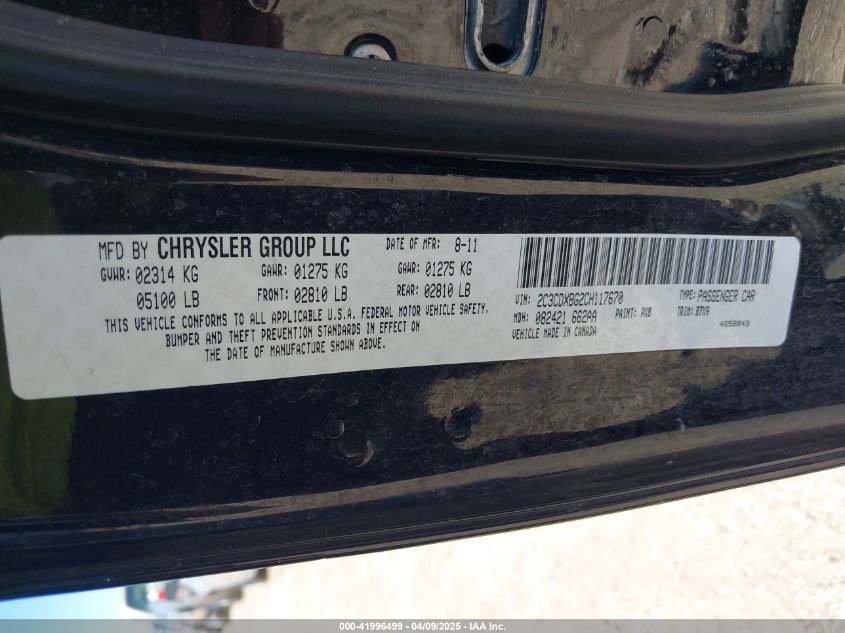 MFD BY CHRYSLER GROUP LLC DATE OF MFR: 8-11
GVWR: 02314 KG GAWR: 01275 KG GAWR: 01275 KG
05100 LB FRONT: 02810 LB REAR: 02810 LB
THIS VEHICLE CONFORMS TO ALL APPLICABLE U.S.A. FEDERAL MOTOR VEHICLE SAFETY,
BUMPER AND THEFT PREVENTION STANDARDS IN EFFECT ON
THE DATE OF MANUFACTURE SHOWN ABOVE.
VIN: 2C3CDXBG2CH117670 TYPE: PASSENGER CAR
MDH: 082421 662AA PAINT: PX8 TRIM: B7X9
VEHICLE MADE IN CANADA 4658843
000-41996499 | 04/09/2025 - IAA Inc.